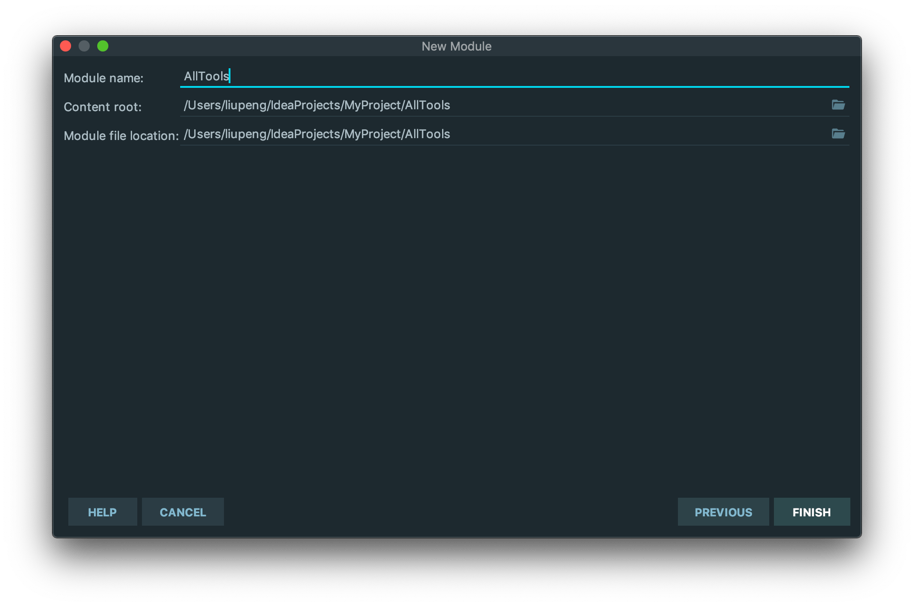 New Module
Module name: AllTools
Content root: /Users/liupeng/IdeaProjects/MyProject/AllTools
Module file location: /Users/liupeng/IdeaProjects/MyProject/AllTools
HELP CANCEL PREVIOUS FINISH